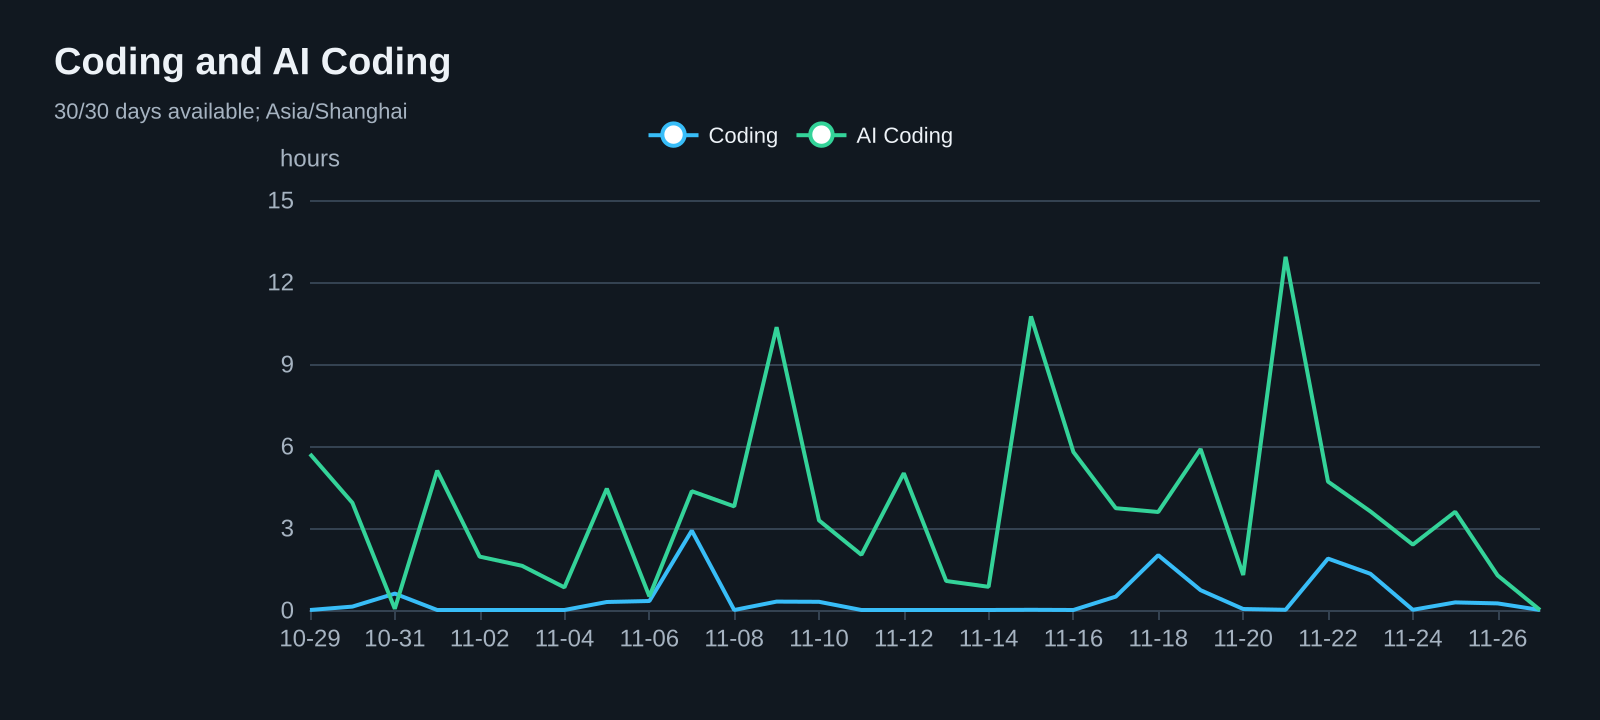 Coding and AI Coding
30/30 days available; Asia/Shanghai
Coding AI Coding
hours
15
12
9
6
3
0
10-29 10-31 11-02 11-04 11-06 11-08 11-10 11-12 11-14 11-16 11-18 11-20 11-22 11-24 11-26